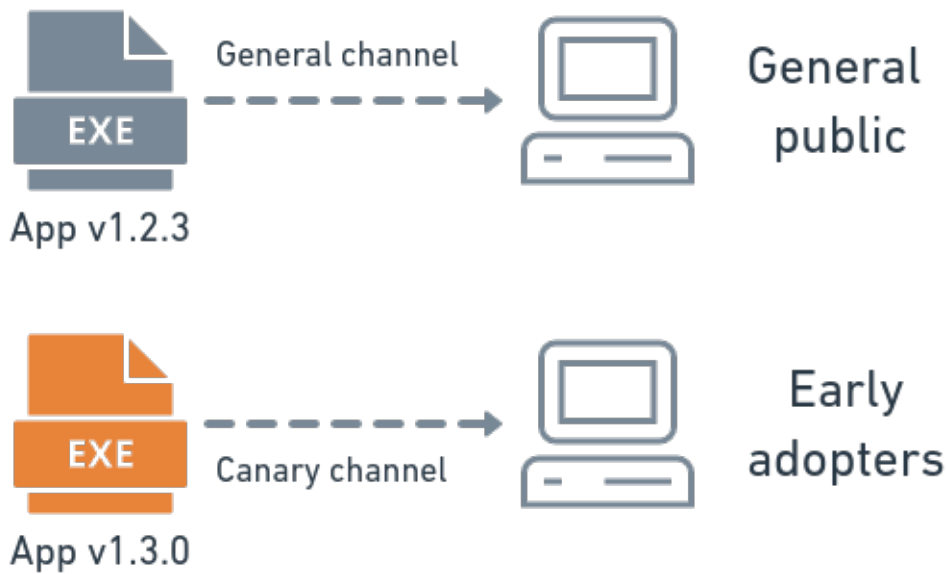 General channel
General
public
EXE
App v1.2.3
Early
adopters
EXE
Canary channel
App v1.3.0